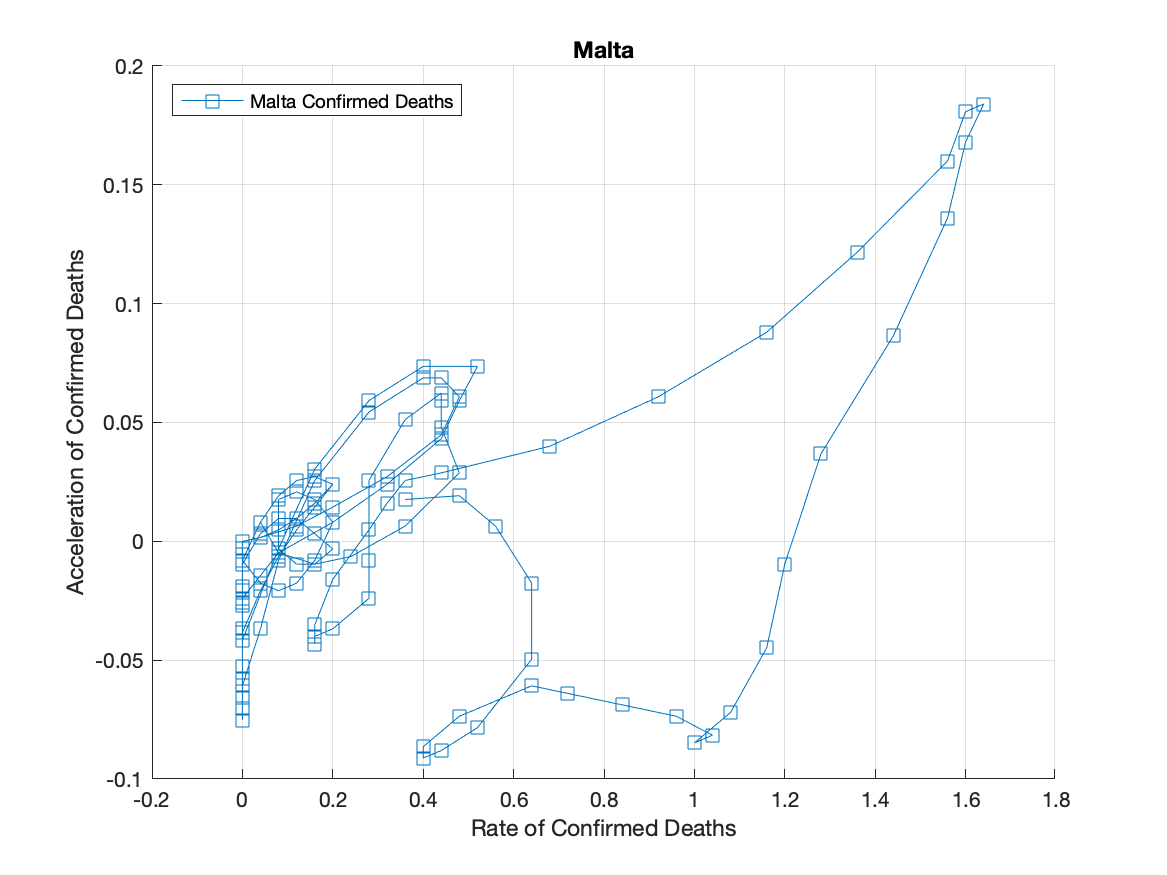 Malta
Malta Confirmed Deaths
0.2
0.15
0.1
0.05
0
-0.05
-0.1
Acceleration of Confirmed Deaths
-0.2 0 0.2 0.4 0.6 0.8 1 1.2 1.4 1.6 1.8
Rate of Confirmed Deaths